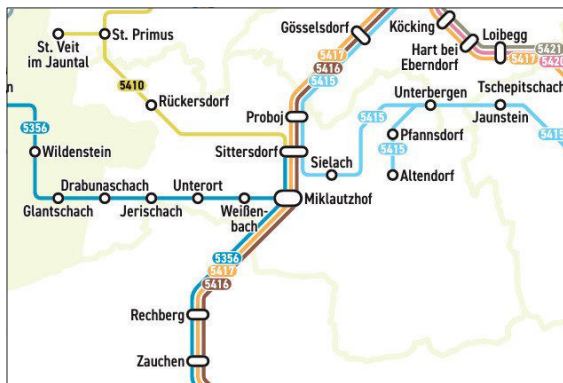 Gösselsdorf
Köcking
Loibegg
Hart bei
Eberndorf
5421
5417
5420
St. Veit
im Jauntal
St. Primus
5417
5416
5415
5410
Rückersdorf
Proboj
Unterbergen
Tschepitschach
Jaunstein
5356
5415
Pfannsdorf
5415
5415
Wildenstein
Sittersdorf
Sielach
Altendorf
Drabunaschach
Unterort
Glantschach
Jerischach
Weißen-
bach
Miklautzhof
5356
5417
5416
Rechberg
Zauchen